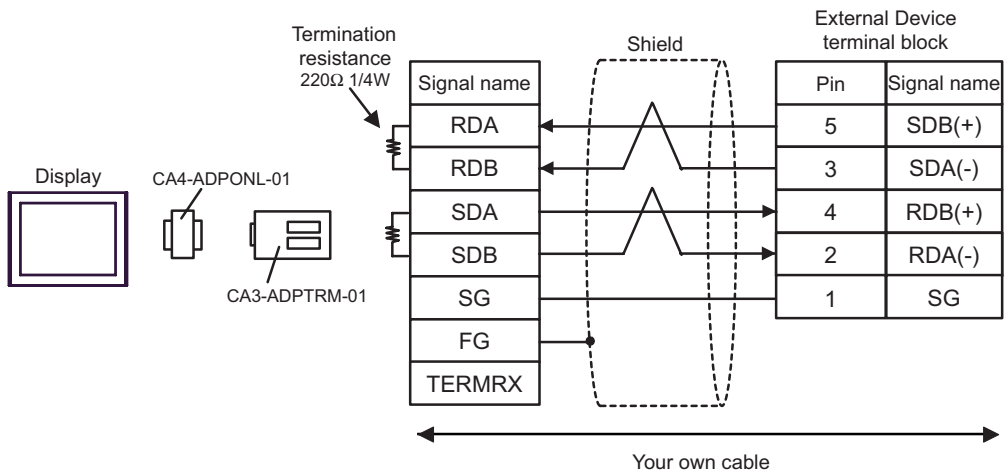 Termination
resistance
220Ω 1/4W
Shield
External Device
terminal block
Signal name
Pin Signal name
RDA 5 SDB(+)
RDB 3 SDA(-)
Display
CA4-ADPONL-01
SDA 4 RDB(+)
SDB 2 RDA(-)
CA3-ADPTRM-01
SG 1 SG
FG
TERMRX
Your own cable